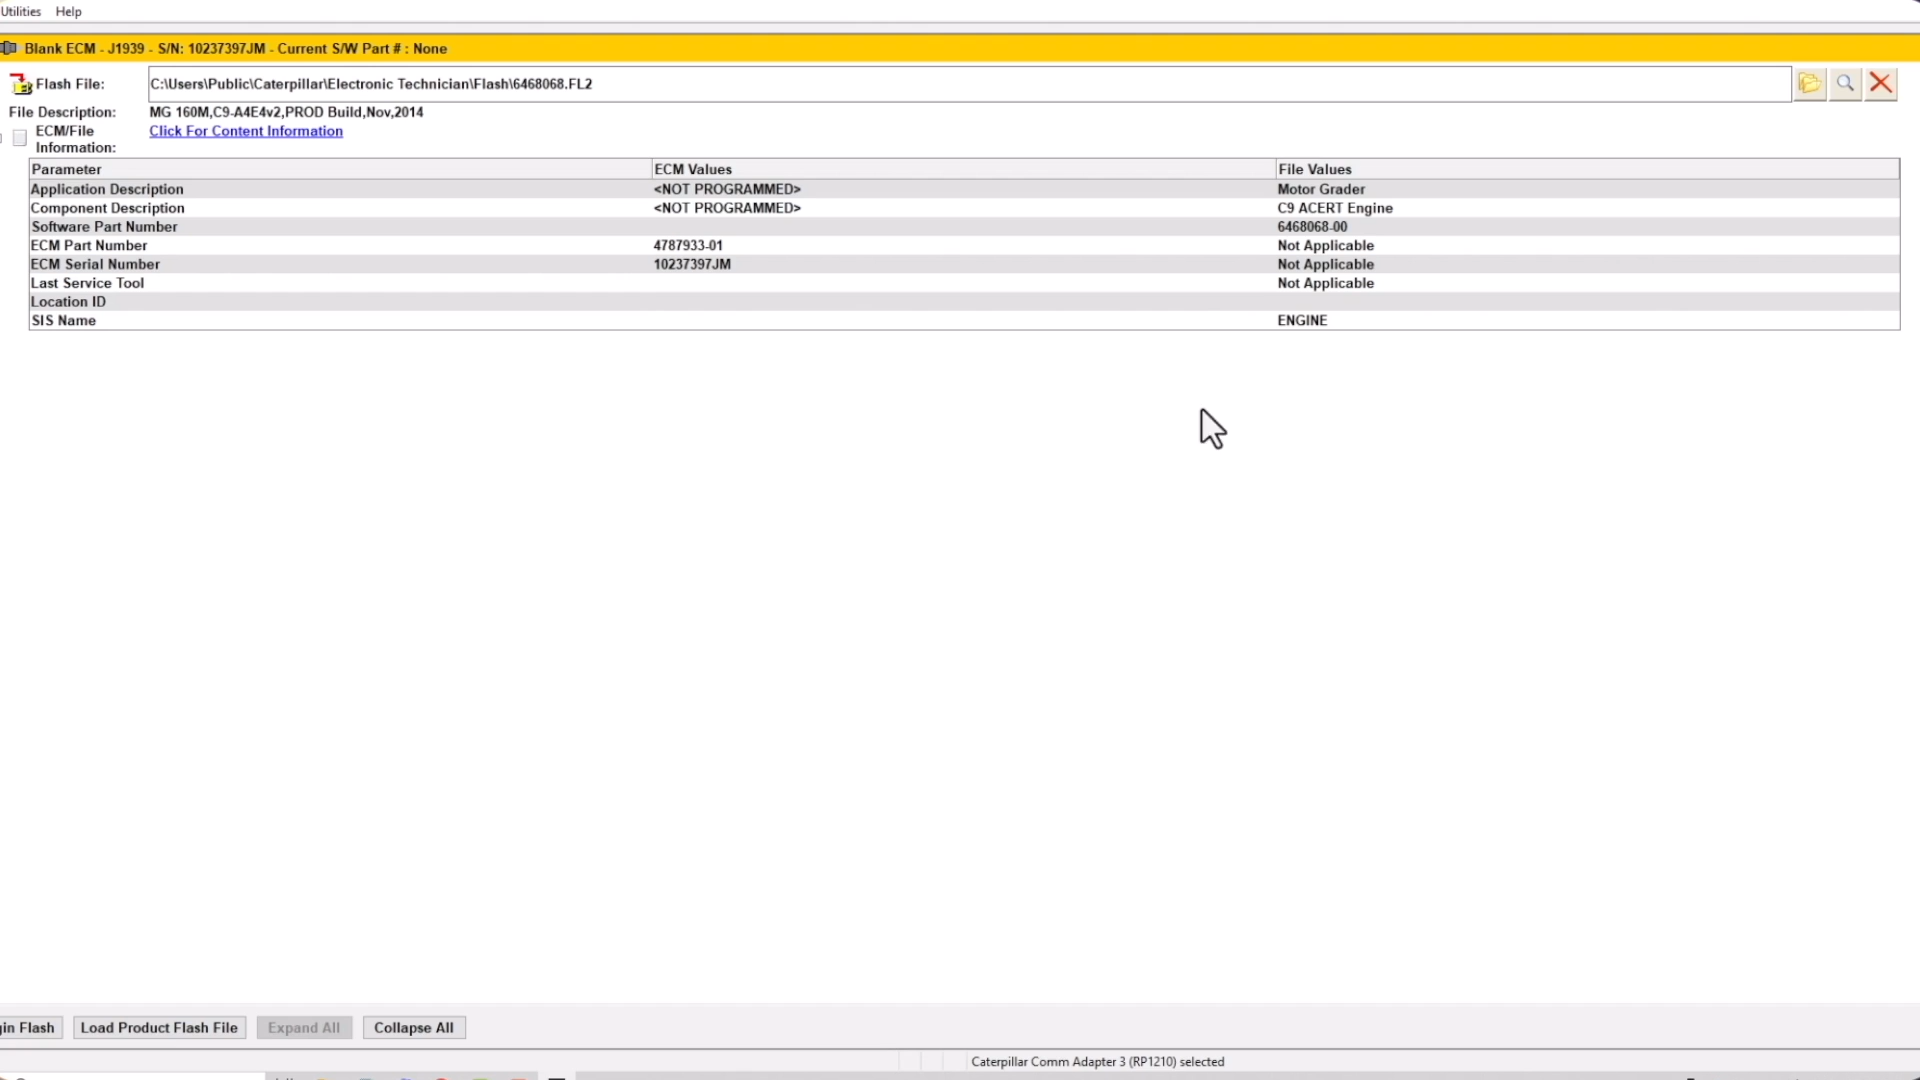 Utilities Help
Blank ECM - J1939 - S/N: 10237397JM - Current S/W Part # : None
Flash File: C:\Users\Public\Caterpillar\Electronic Technician\Flash\6468068.FL2
File Description: MG 160M,C9-A4E4v2,PROD Build,Nov,2014
ECM/File Information: Click For Content Information
Parameter ECM Values File Values
Application Description <NOT PROGRAMMED> Motor Grader
Component Description <NOT PROGRAMMED> C9 ACERT Engine
Software Part Number 6468068-00
ECM Part Number 4787933-01 Not Applicable
ECM Serial Number 10237397JM Not Applicable
Last Service Tool Not Applicable
Location ID
SIS Name ENGINE
gin Flash Load Product Flash File Expand All Collapse All
Caterpillar Comm Adapter 3 (RP1210) selected